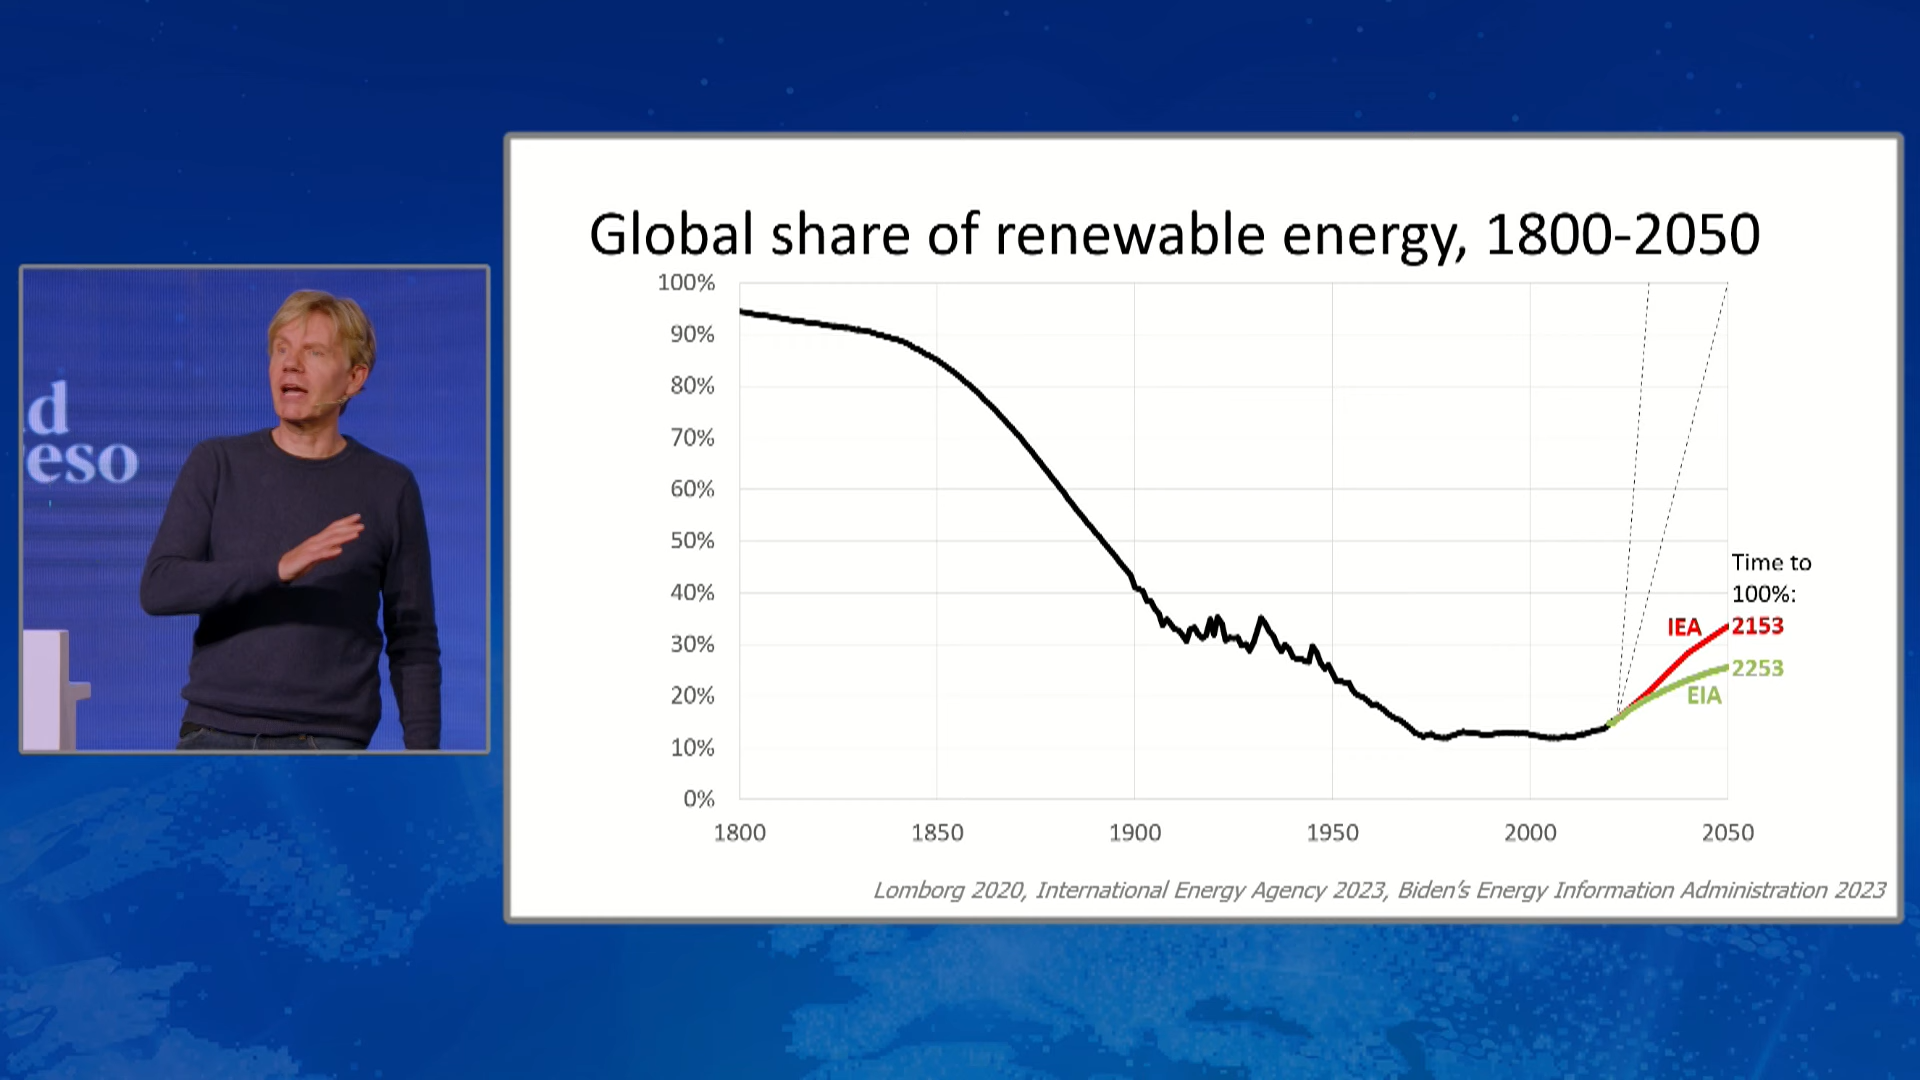 d
eso
Global share of renewable energy, 1800-2050
100%
90%
80%
70%
60%
50%
40%
30%
20%
10%
0%
1800 1850 1900 1950 2000 2050
Time to
100%:
IEA 2153
2253
EIA
Lomborg 2020, International Energy Agency 2023, Biden's Energy Information Administration 2023